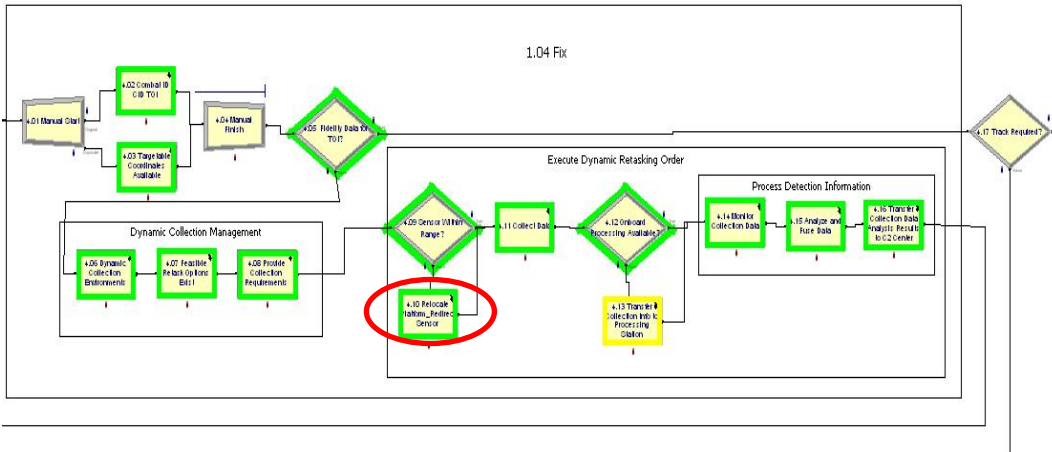 1.04 Fix
4.01 Manual Start
4.02 Combat ID
CID TOI
4.03 Targetable
Coordinates
Available
4.04 Manual
Finish
4.05 Fidelity Data for
TOI?
4.17 Track Required?
Execute Dynamic Retasking Order
Dynamic Collection Management
4.06 Dynamic
Collection
Environments
4.07 Feasible
Retask Options
Exist
4.08 Provide
Collection
Requirements
4.09 Sensor Within
Range?
4.10 Relocate
Platform_Redirect
Sensor
4.11 Collect Data
4.12 Onboard
Processing Available?
4.13 Transfer
Collection Info to
Processing
Station
Process Detection Information
4.14 Monitor
Collection Data
4.15 Analyze and
Fuse Data
4.16 Transfer
Collection Data
Analysis Results
to C2 Center